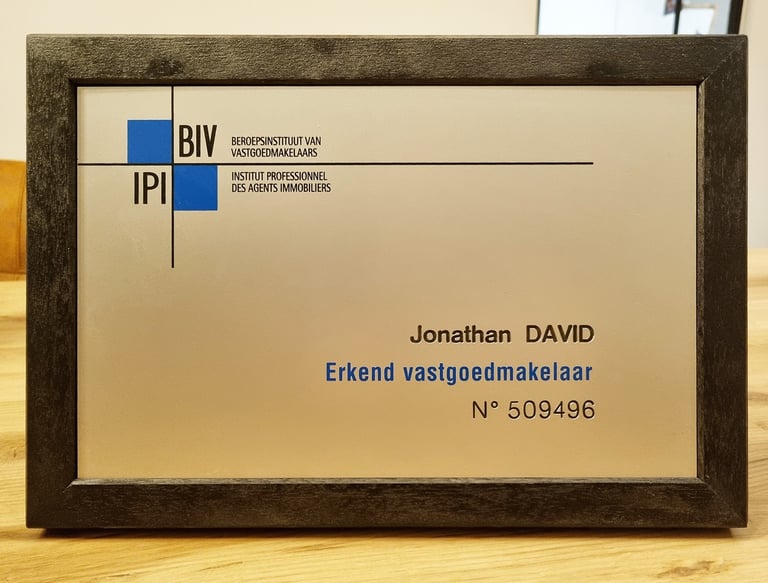 BIV
BEROEPSINSTITUUT VAN
VASTGOEDMAKELAARS
IPI
INSTITUT PROFESSIONNEL
DES AGENTS IMMOBILIERS
Jonathan DAVID
Erkend vastgoedmakelaar
N° 509496